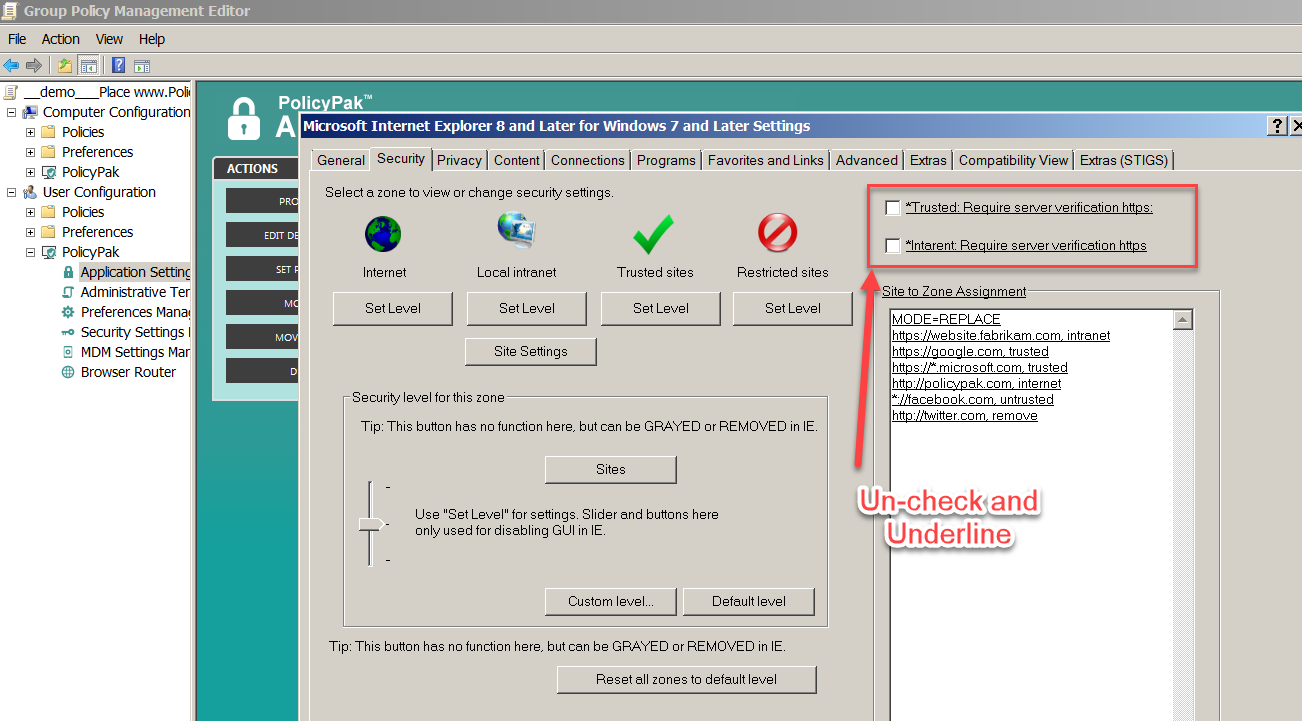 Group Policy Management Editor
File Action View Help
__demo___Place www.Poli
Computer Configuration
Policies
Preferences
PolicyPak
User Configuration
Policies
Preferences
PolicyPak
Application Setting
Administrative Ter
Preferences Manag
Security Settings
MDM Settings Mar
Browser Router
PolicyPak™
A
ACTIONS
PRO
EDIT DE
SET P
MO
MOV
D
Microsoft Internet Explorer 8 and Later for Windows 7 and Later Settings
General Security Privacy Content Connections Programs Favorites and Links Advanced Extras Compatibility View Extras (STIGS)
Select a zone to view or change security settings.
Internet Local intranet Trusted sites Restricted sites
Set Level Set Level Set Level Set Level
Site Settings
Security level for this zone
Tip: This button has no function here, but can be GRAYED or REMOVED in IE.
Sites
Use "Set Level" for settings. Slider and buttons here
only used for disabling GUI in IE.
Custom level... Default level
Tip: This button has no function here, but can be GRAYED or REMOVED in IE.
Reset all zones to default level
*Trusted: Require server verification https:
*Intarent: Require server verification https
Site to Zone Assignment
MODE=REPLACE
https://website.fabrikam.com, intranet
https://google.com, trusted
https://*.microsoft.com, trusted
http://policypak.com, internet
*://facebook.com, untrusted
http://twitter.com, remove
Un-check and
Underline